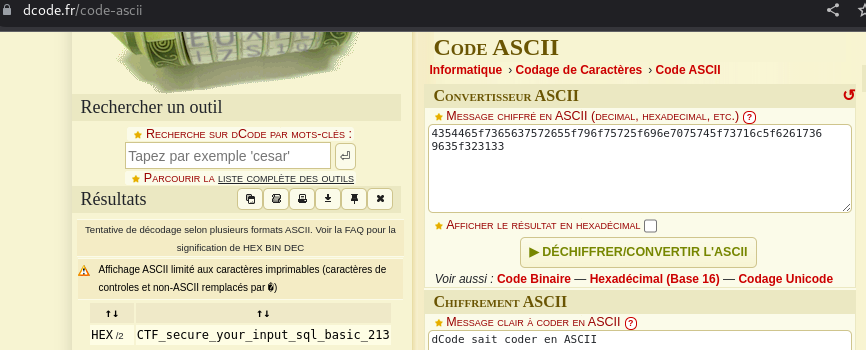 dcode.fr/code-ascii
Rechercher un outil
Recherche sur dCode par mots-clés :
Tapez par exemple 'cesar'
Parcourir la liste complète des outils
Résultats
Tentative de décodage selon plusieurs formats ASCII. Voir la FAQ pour la
signification de HEX BIN DEC
Affichage ASCII limité aux caractères imprimables (caractères de
controles et non-ASCII remplacés par �)
↑↓ ↑↓
HEX /2 CTF_secure_your_input_sql_basic_213
Code ASCII
Informatique › Codage de Caractères › Code ASCII
Convertisseur ASCII
Message chiffré en ASCII (decimal, hexadecimal, etc.) ?
4354465f7365637572655f796f75725f696e7075745f73716c5f6261736
9635f323133
Afficher le résultat en hexadécimal
▶ DÉCHIFFRER/CONVERTIR L'ASCII
Voir aussi : Code Binaire — Hexadécimal (Base 16) — Codage Unicode
Chiffrement ASCII
Message clair à coder en ASCII ?
dCode sait coder en ASCII